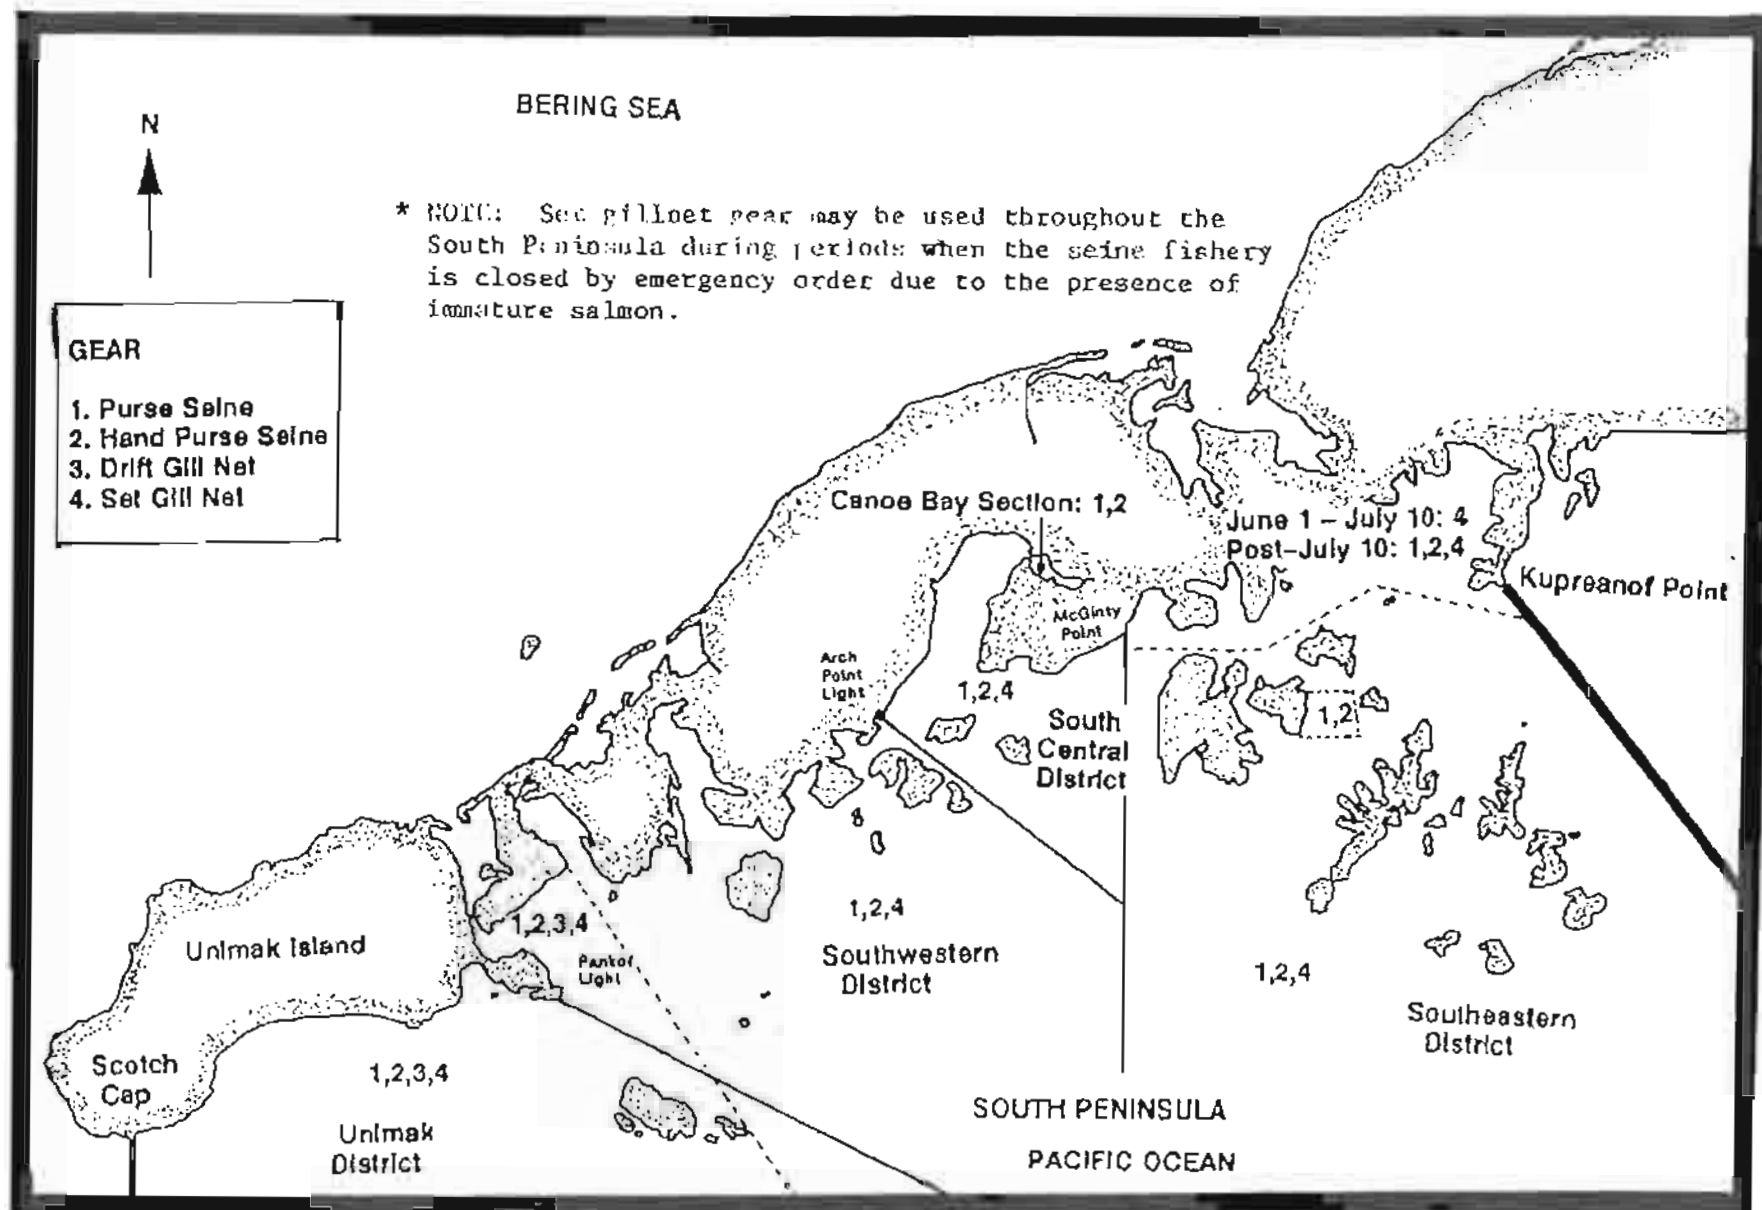 BERING SEA
N
* NOTE: Set gillnet gear may be used throughout the
South Peninsula during periods when the seine fishery
is closed by emergency order due to the presence of
immature salmon.
GEAR
1. Purse Seine
2. Hand Purse Seine
3. Drift Gill Net
4. Set Gill Net
Canoe Bay Section: 1,2
June 1 – July 10: 4
Post–July 10: 1,2,4
Kupreanof Point
McGinty
Point
Arch
Point
Light
1,2,4
South
Central
District
1,2
1,2,3,4
Pankof
Light
1,2,4
Southwestern
District
Unimak Island
1,2,4
Southeastern
District
Scotch
Cap
1,2,3,4
Unimak
District
SOUTH PENINSULA
PACIFIC OCEAN